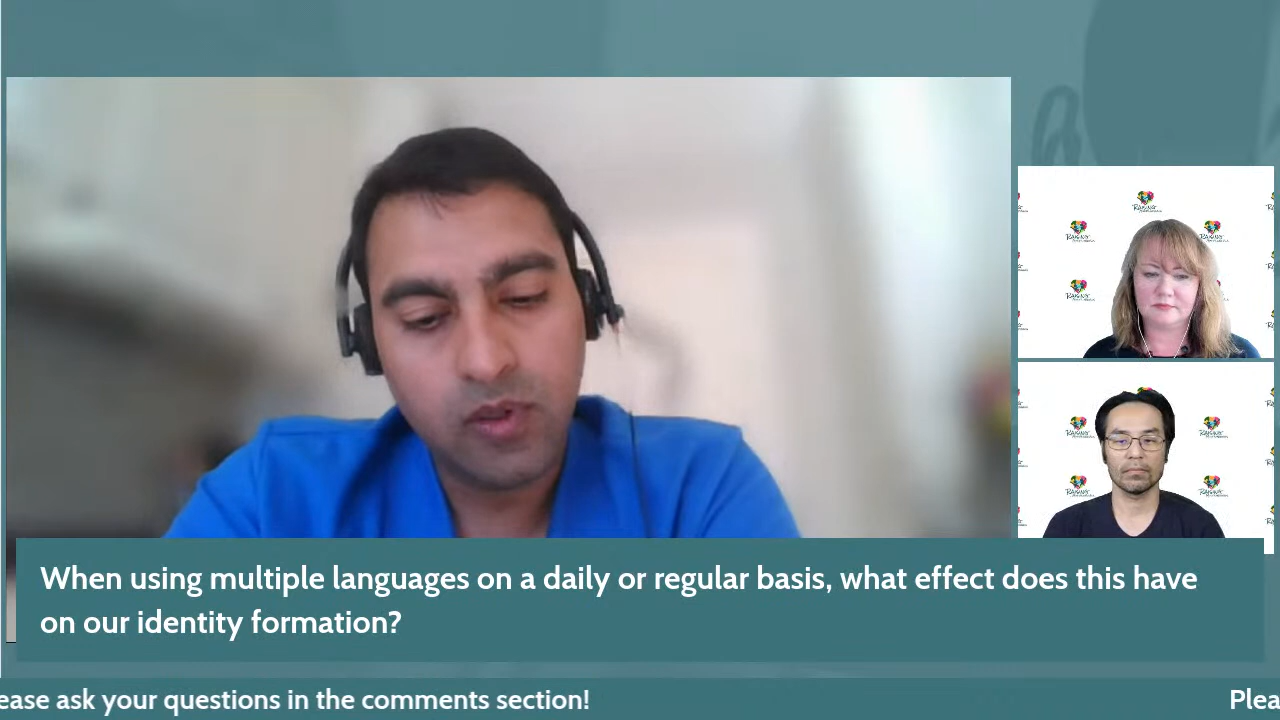 RAISING
When using multiple languages on a daily or regular basis, what effect does this have
on our identity formation?
ease ask your questions in the comments section!
Plea